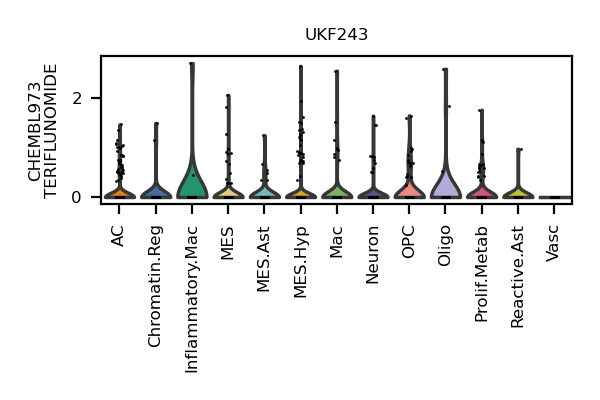 UKF243
CHEMBL973
TERIFLUNOMIDE
2
0
AC
Chromatin.Reg
Inflammatory.Mac
MES
MES.Ast
MES.Hyp
Mac
Neuron
OPC
Oligo
Prolif.Metab
Reactive.Ast
Vasc